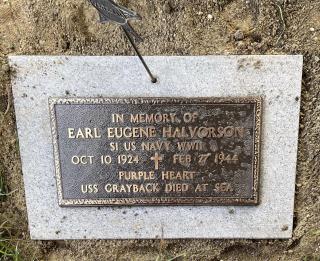 IN MEMORY OF
EARL EUGENE HALVORSON
S1 US NAVY WWII
OCT 10 1924 ✝ FEB 27 1944
PURPLE HEART
USS GRAYBACK DIED AT SEA